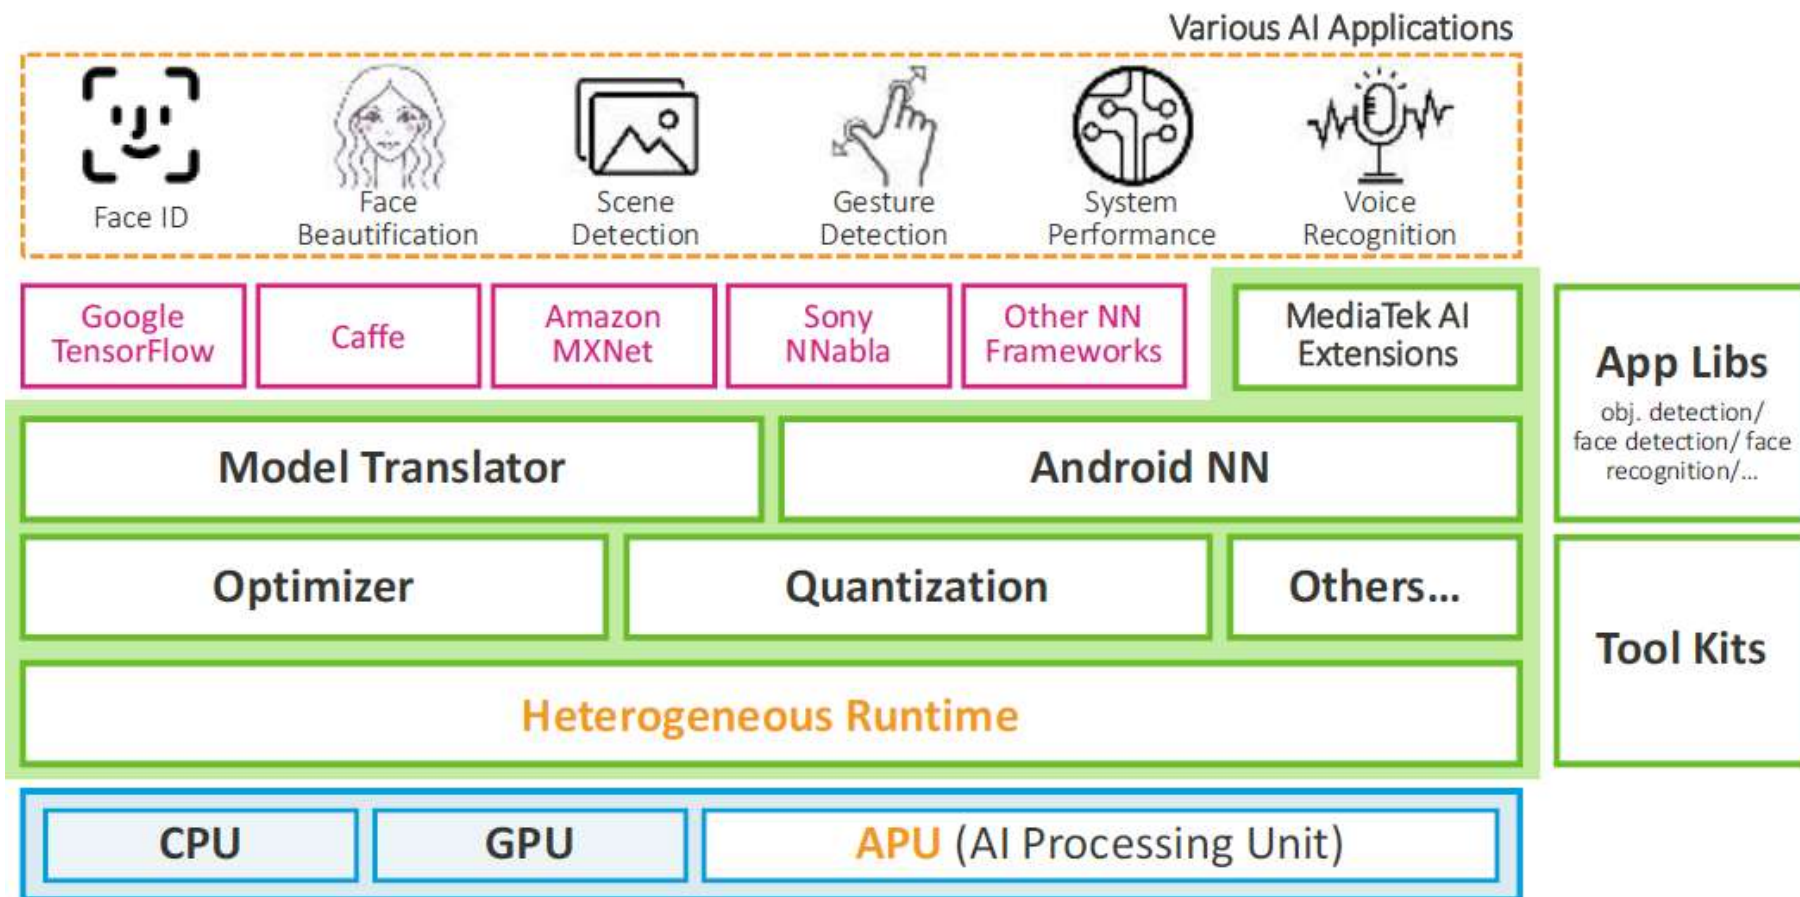 Various AI Applications
Face ID
Face
Beautification
Scene
Detection
Gesture
Detection
System
Performance
Voice
Recognition
Google
TensorFlow
Caffe
Amazon
MXNet
Sony
NNabla
Other NN
Frameworks
MediaTek AI
Extensions
App Libs
obj. detection/
face detection/ face
recognition/...
Model Translator
Android NN
Optimizer
Quantization
Others...
Tool Kits
Heterogeneous Runtime
CPU
GPU
APU (AI Processing Unit)